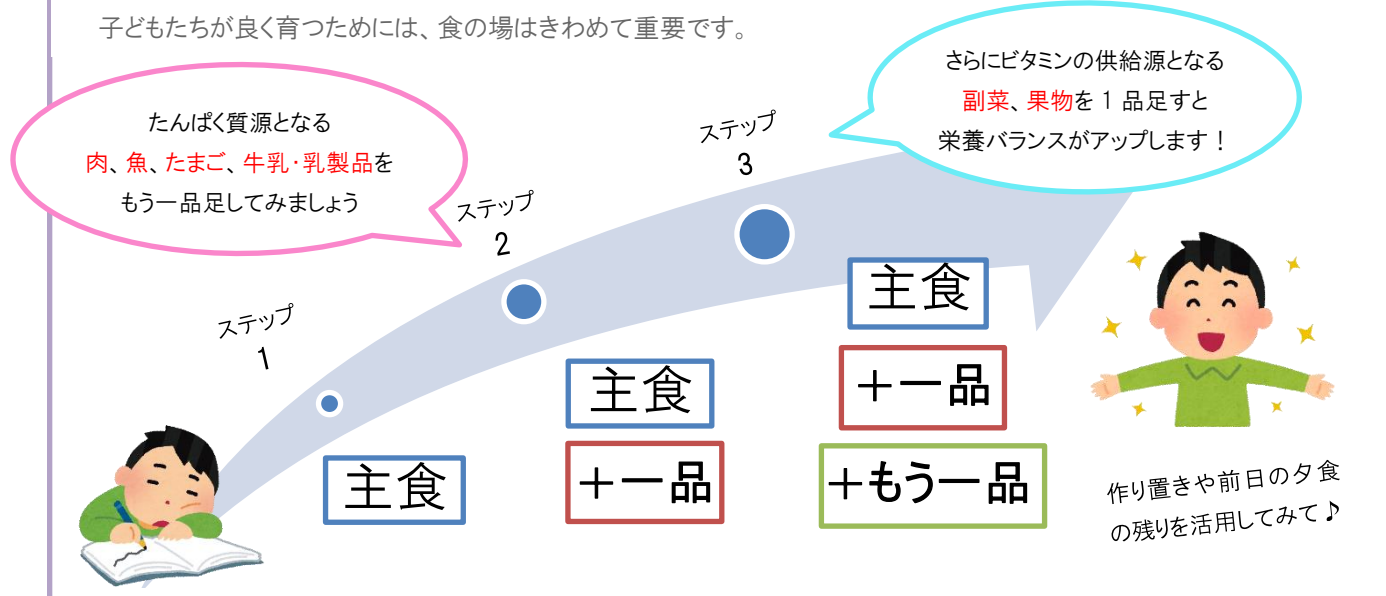 子どもたちが良く育つためには、食の場はきわめて重要です。
たんぱく質源となる
肉、魚、たまご、牛乳・乳製品を
もう一品足してみましょう
さらにビタミンの供給源となる
副菜、果物を1品足すと
栄養バランスがアップします！
ステップ
1
ステップ
2
ステップ
3
主食
主食
＋一品
主食
＋一品
＋もう一品
作り置きや前日の夕食
の残りを活用してみて♪